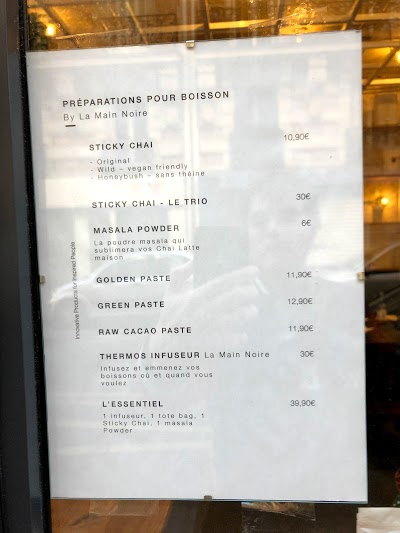 PRÉPARATIONS POUR BOISSON
By La Main Noire
STICKY CHAI 10,90€
- Original
- Wild – vegan friendly
- Honeybush – sans théine
STICKY CHAI - LE TRIO 30€
MASALA POWDER 6€
La poudre masala qui
sublimera vos Chai Latte
maison
GOLDEN PASTE 11,90€
GREEN PASTE 12,90€
RAW CACAO PASTE 11,90€
THERMOS INFUSEUR La Main Noire 30€
Infusez et emmenez vos
boissons où et quand vous
voulez
L'ESSENTIEL 39,90€
1 infuseur, 1 tote bag, 1
Sticky Chai, 1 masala
Powder
Innovative Products for Inspired People